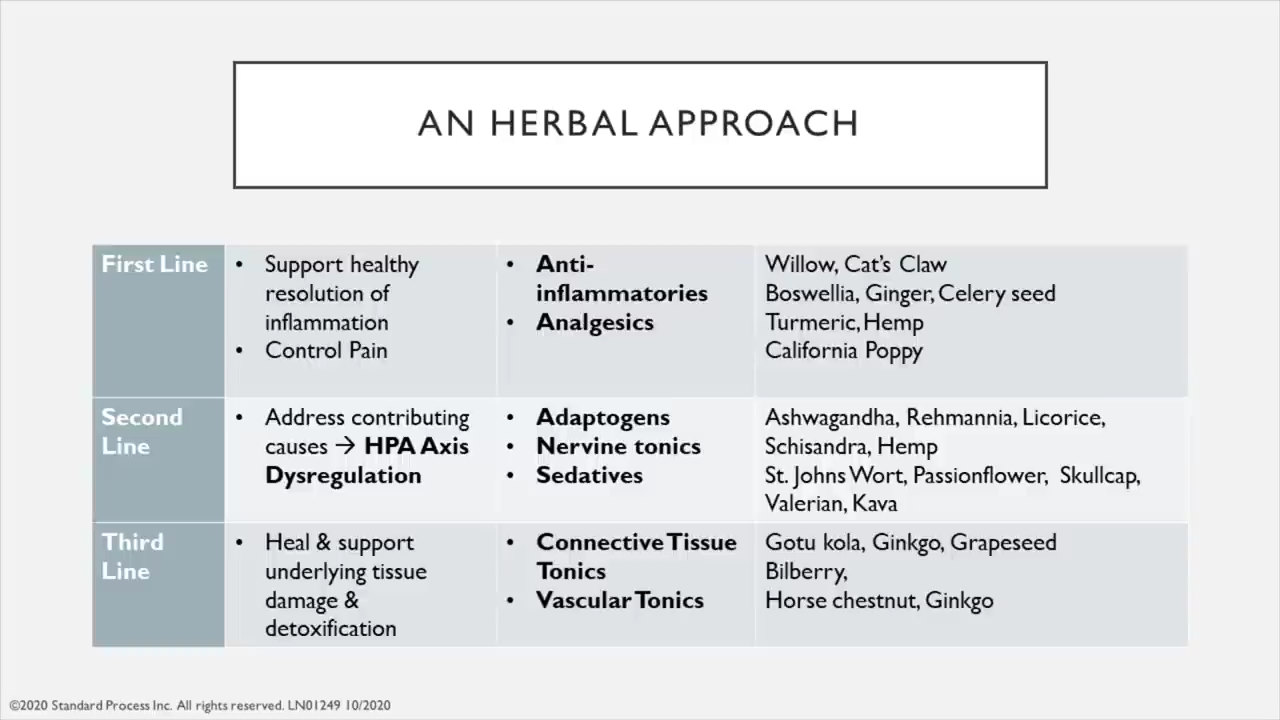 AN HERBAL APPROACH
First Line
• Support healthy
resolution of
inflammation
• Control Pain
• Anti-
inflammatories
• Analgesics
Willow, Cat's Claw
Boswellia, Ginger, Celery seed
Turmeric, Hemp
California Poppy
Second
Line
• Address contributing
causes → HPA Axis
Dysregulation
• Adaptogens
• Nervine tonics
• Sedatives
Ashwagandha, Rehmannia, Licorice,
Schisandra, Hemp
St. Johns Wort, Passionflower, Skullcap,
Valerian, Kava
Third
Line
• Heal & support
underlying tissue
damage &
detoxification
• Connective Tissue
Tonics
• Vascular Tonics
Gotu kola, Ginkgo, Grapeseed
Bilberry,
Horse chestnut, Ginkgo
©2020 Standard Process Inc. All rights reserved. LN01249 10/2020